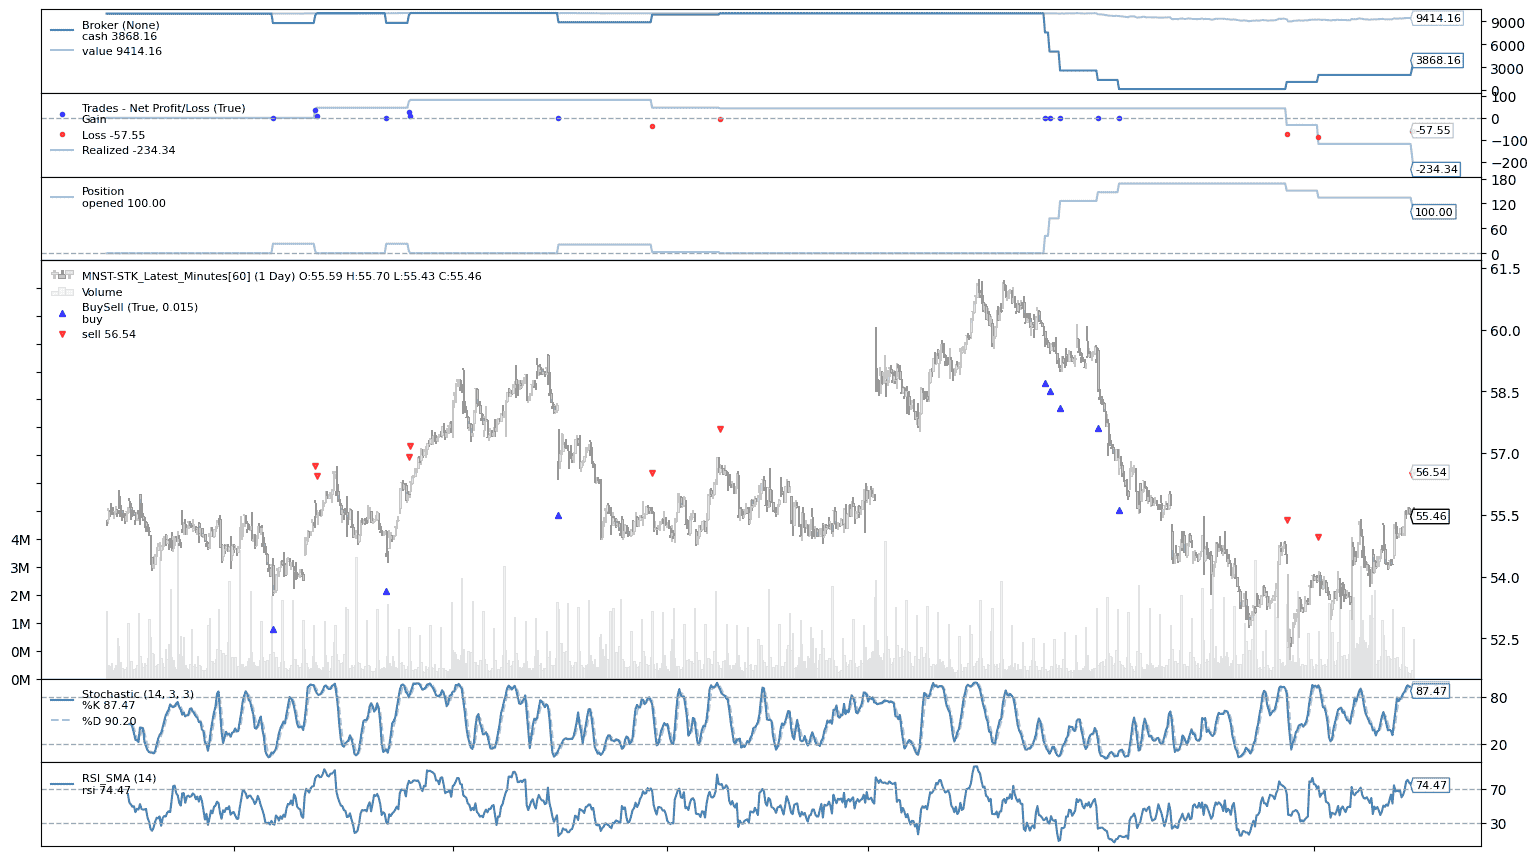 Broker (None)
cash 3868.16
value 9414.16
9414.16
3868.16
9000
6000
3000
0
Trades - Net Profit/Loss (True)
Gain
Loss -57.55
Realized -234.34
-57.55
-234.34
100
0
−100
−200
Position
opened 100.00
100.00
180
120
60
0
MNST-STK_Latest_Minutes[60] (1 Day) O:55.59 H:55.70 L:55.43 C:55.46
Volume
BuySell (True, 0.015)
buy
sell 56.54
56.54
55.46
61.5
60.0
58.5
57.0
55.5
54.0
52.5
4M
3M
2M
1M
0M
0M
Stochastic (14, 3, 3)
%K 87.47
%D 90.20
87.47
80
20
RSI_SMA (14)
rsi 74.47
74.47
70
30